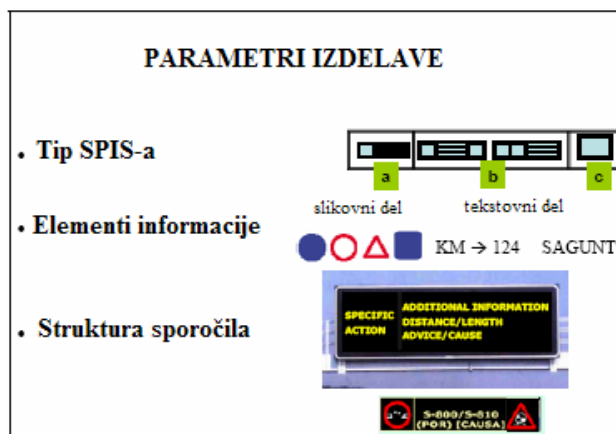 PARAMETRI IZDELAVE
• Tip SPIS-a
a b c
slikovni del tekstovni del
• Elementi informacije
KM → 124 SAGUNT
SPECIFIC ACTION
ADDITIONAL INFORMATION
DISTANCE/LENGTH
ADVICE/CAUSE
• Struktura sporočila
S-800/S-810
(POR) [CAUSA]